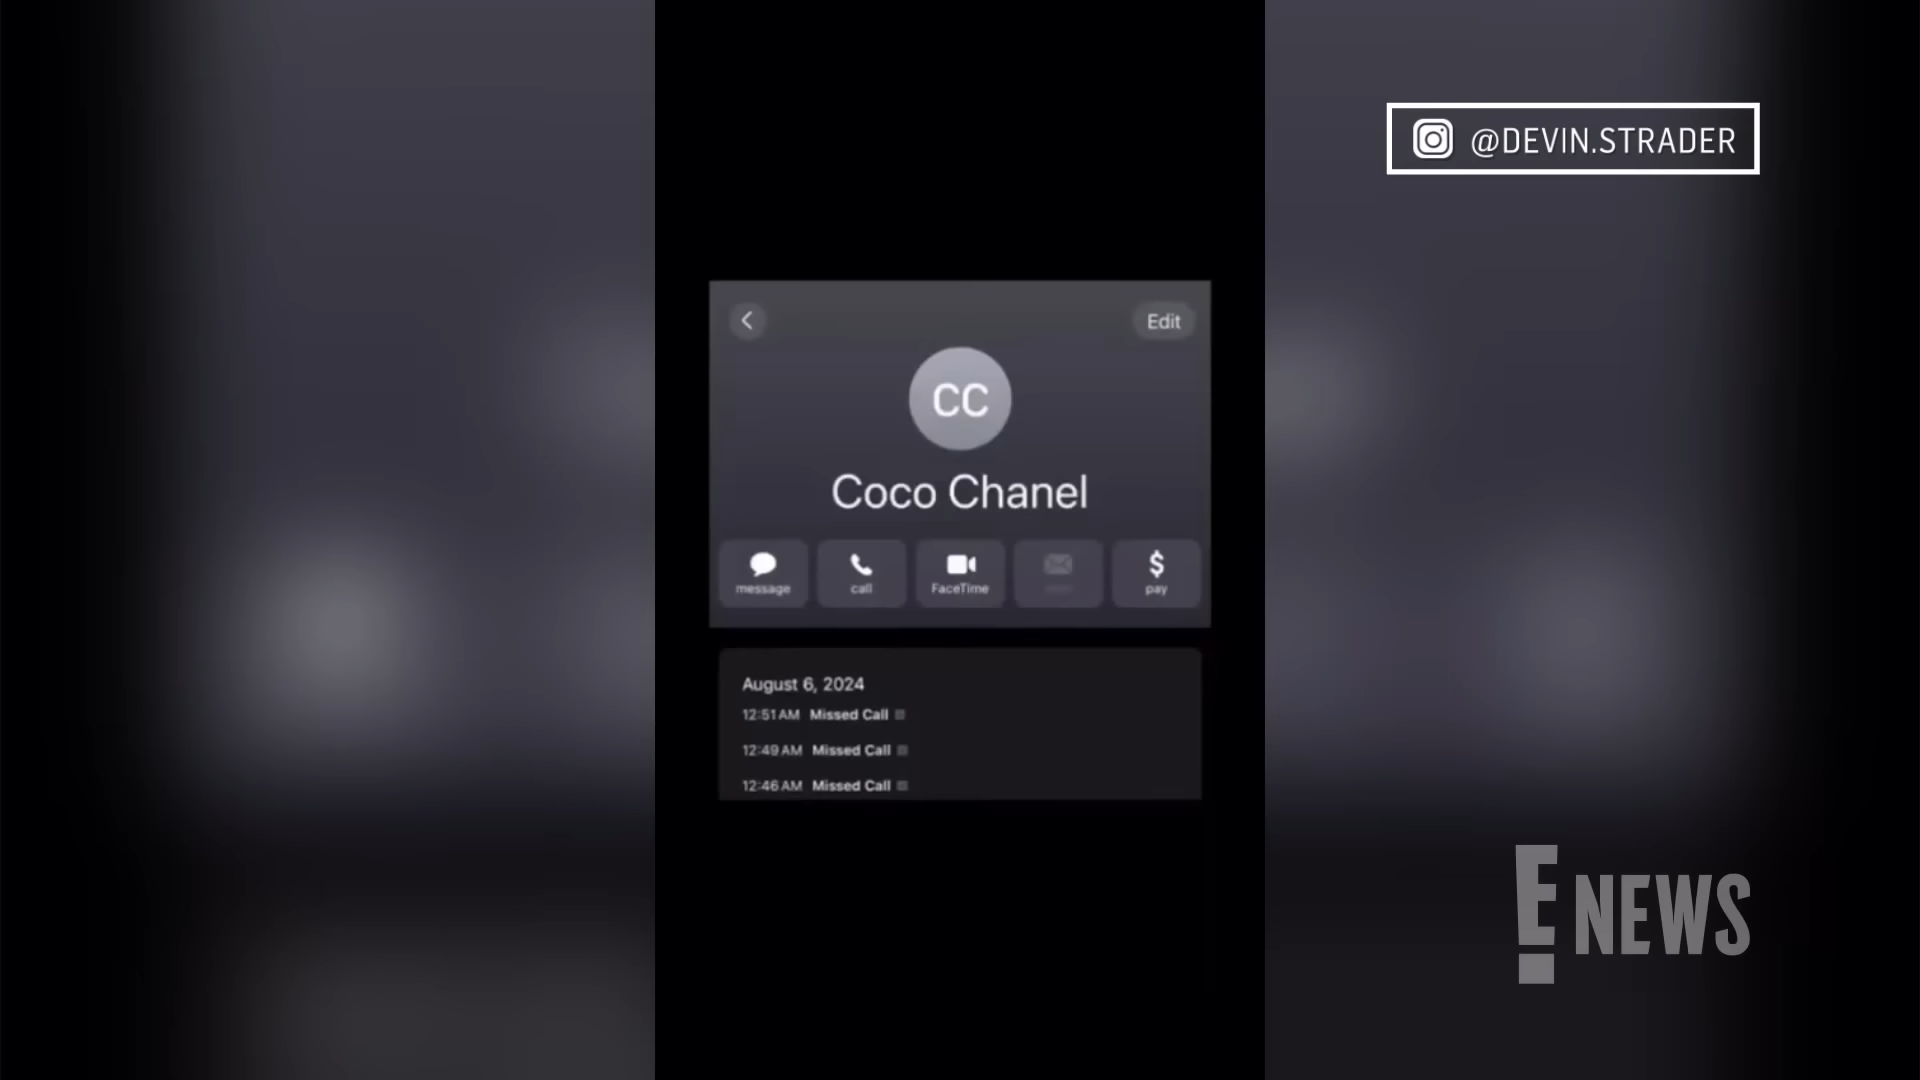 @DEVIN.STRADER
Edit
CC
Coco Chanel
message call FaceTime pay
August 6, 2024
12:51 AM Missed Call
12:49 AM Missed Call
12:46 AM Missed Call
E! NEWS